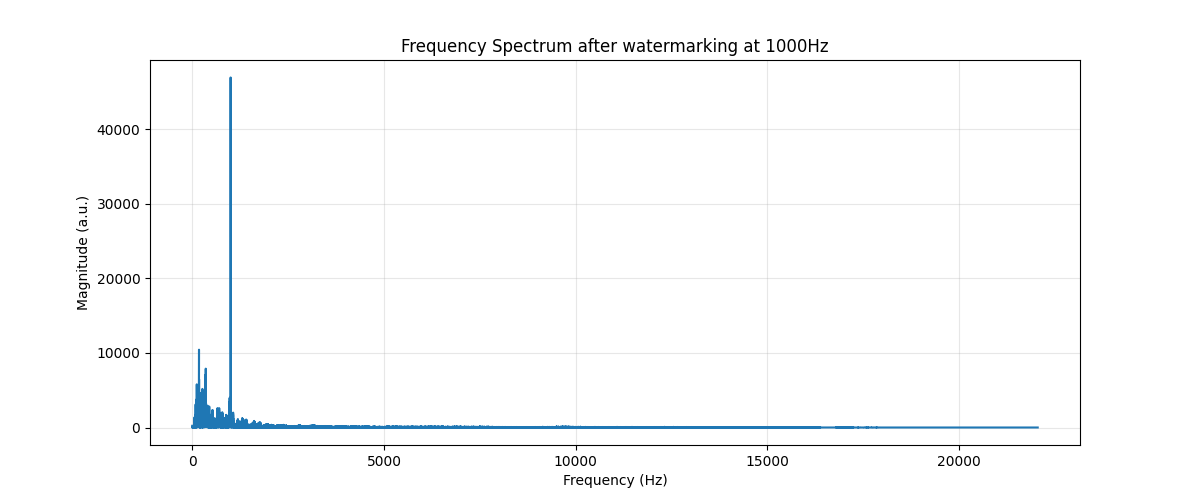 Frequency Spectrum after watermarking at 1000Hz
Magnitude (a.u.)
40000
30000
20000
10000
0
0 5000 10000 15000 20000
Frequency (Hz)